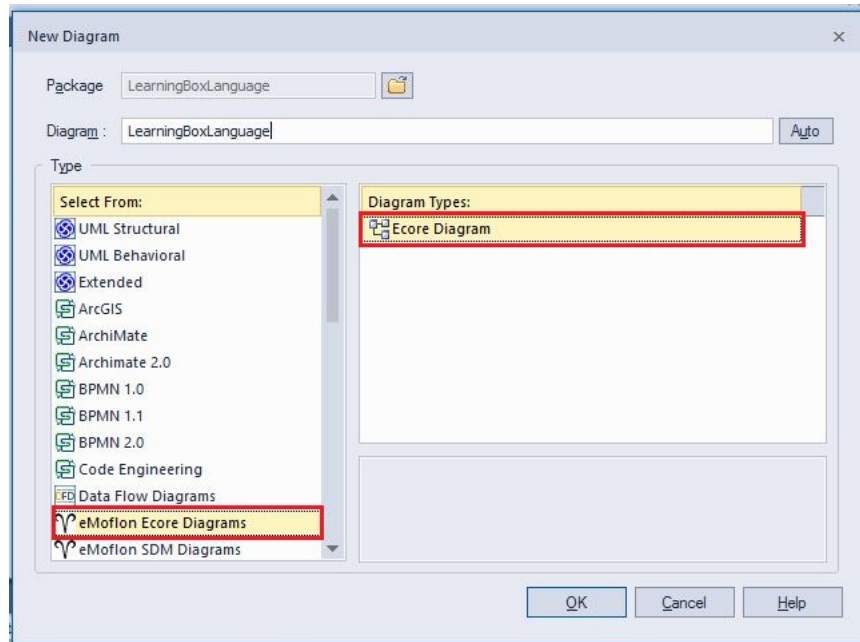 New Diagram
Package LearningBoxLanguage
Diagram : LearningBoxLanguage Auto
Type
Select From:
UML Structural
UML Behavioral
Extended
ArcGIS
ArchiMate
Archimate 2.0
BPMN 1.0
BPMN 1.1
BPMN 2.0
Code Engineering
DFD Data Flow Diagrams
eMoflon Ecore Diagrams
eMoflon SDM Diagrams
Diagram Types:
Ecore Diagram
OK Cancel Help